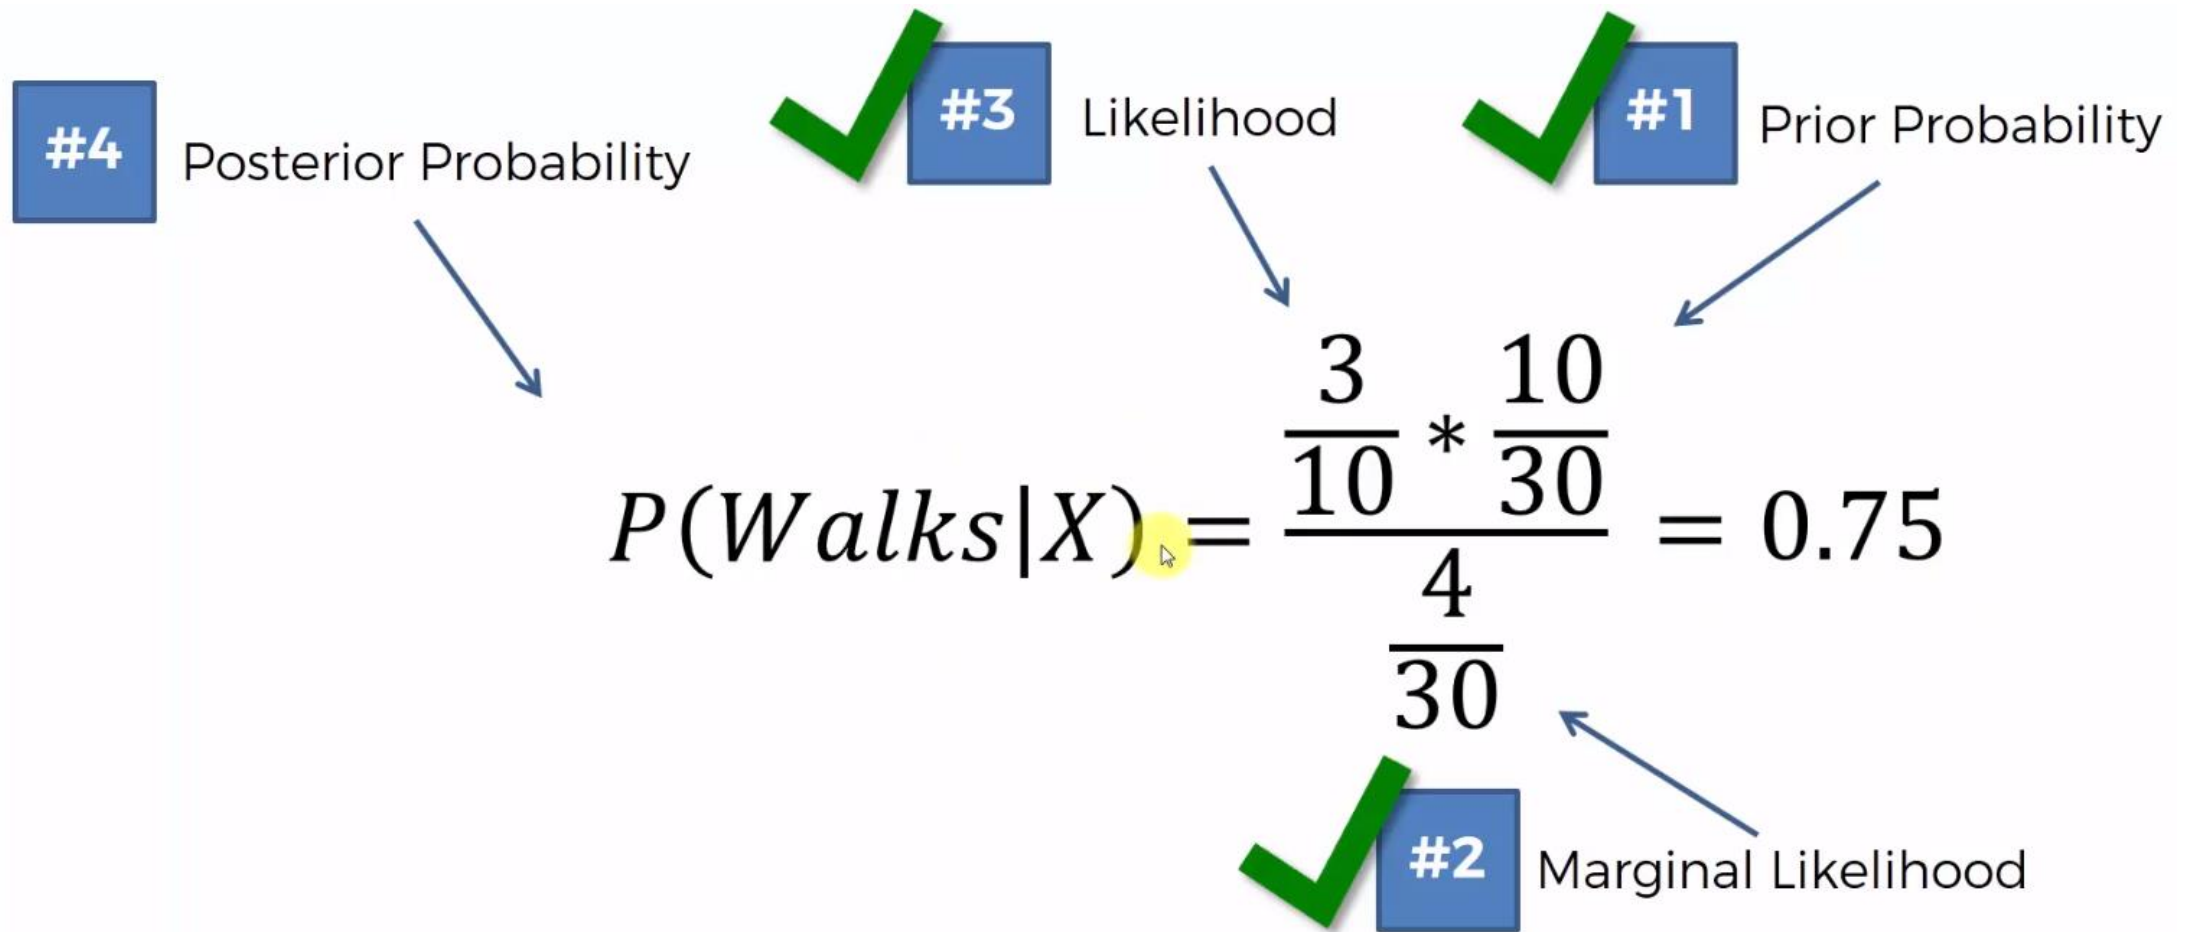 #4 Posterior Probability
#3 Likelihood
#1 Prior Probability
P(Walks|X) = 3/10 * 10/30 / 4/30 = 0.75
#2 Marginal Likelihood